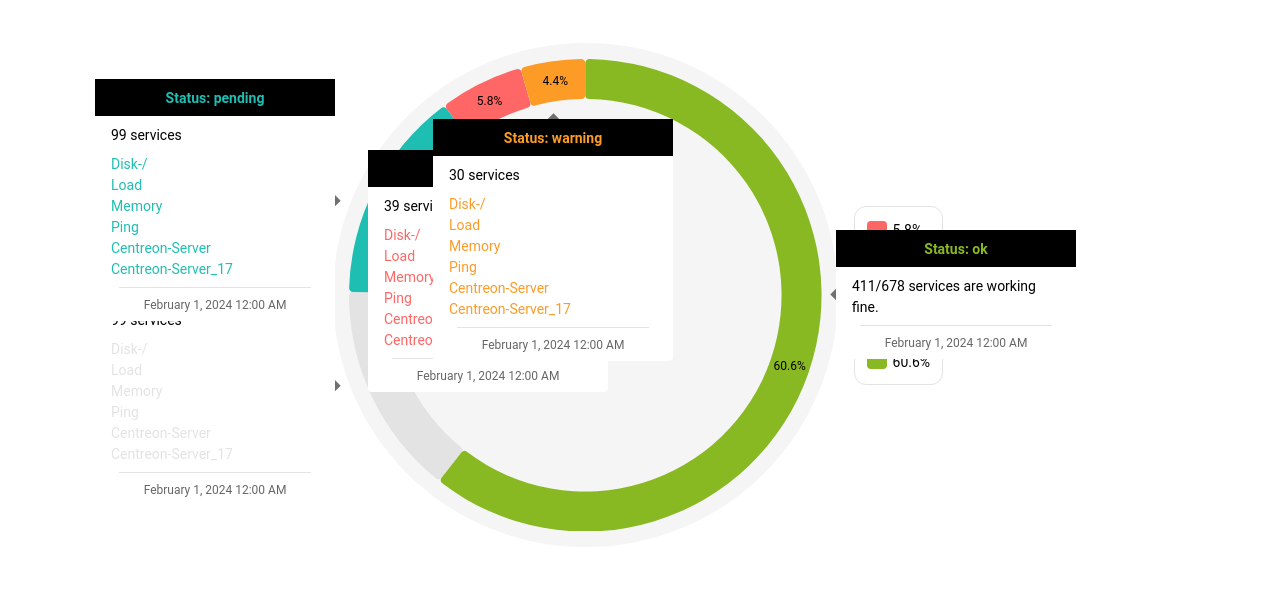 Status: pending
99 services
Disk-/
Load
Memory
Ping
Centreon-Server
Centreon-Server_17
February 1, 2024 12:00 AM
99 services
Disk-/
Load
Memory
Ping
Centreon-Server
Centreon-Server_17
February 1, 2024 12:00 AM
5.8%
4.4%
39 servi
Disk-/
Load
Memory
Ping
Centreo
Centreo
February 1, 2024 12:00 AM
Status: warning
30 services
Disk-/
Load
Memory
Ping
Centreon-Server
Centreon-Server_17
February 1, 2024 12:00 AM
60.6%
5.8%
Status: ok
411/678 services are working
fine.
February 1, 2024 12:00 AM
60.6%